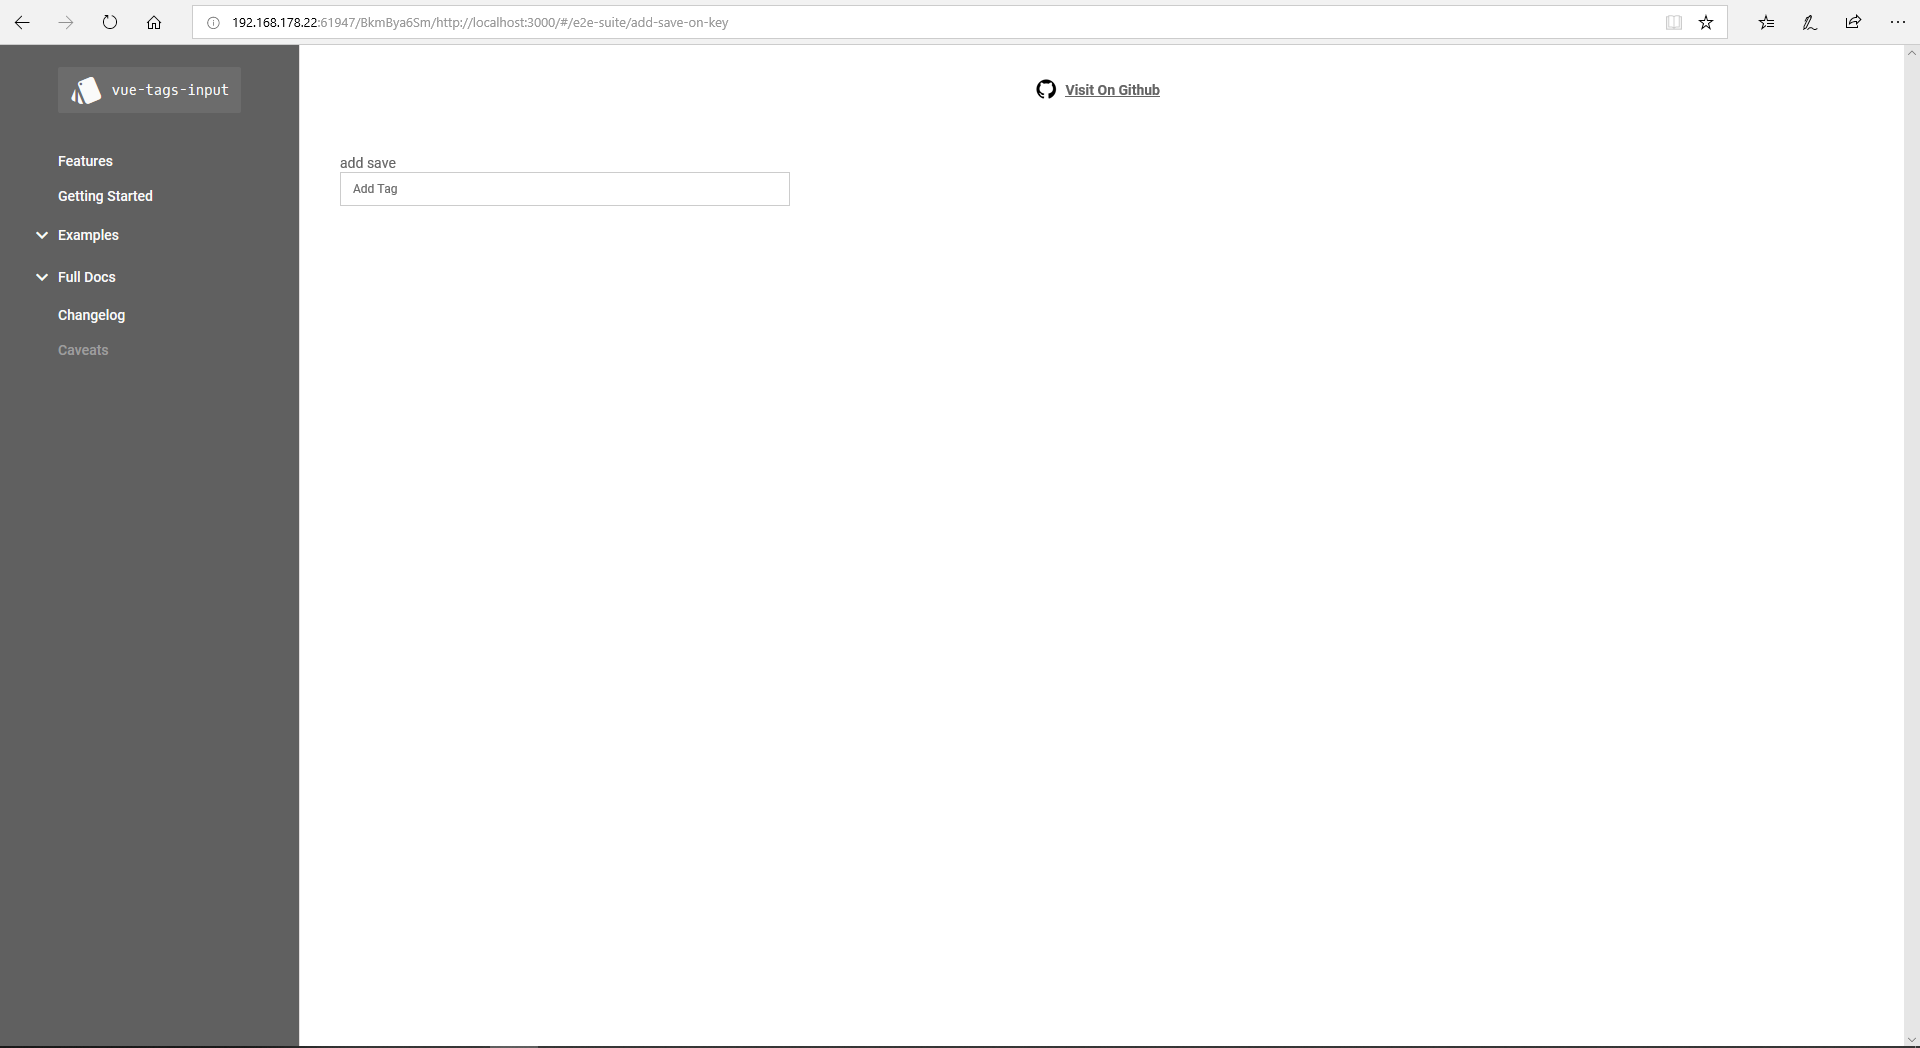 192.168.178.22:61947/BkmBya6Sm/http://localhost:3000/#/e2e-suite/add-save-on-key
vue-tags-input
Visit On Github
Features
Getting Started
Examples
Full Docs
Changelog
Caveats
add save
Add Tag